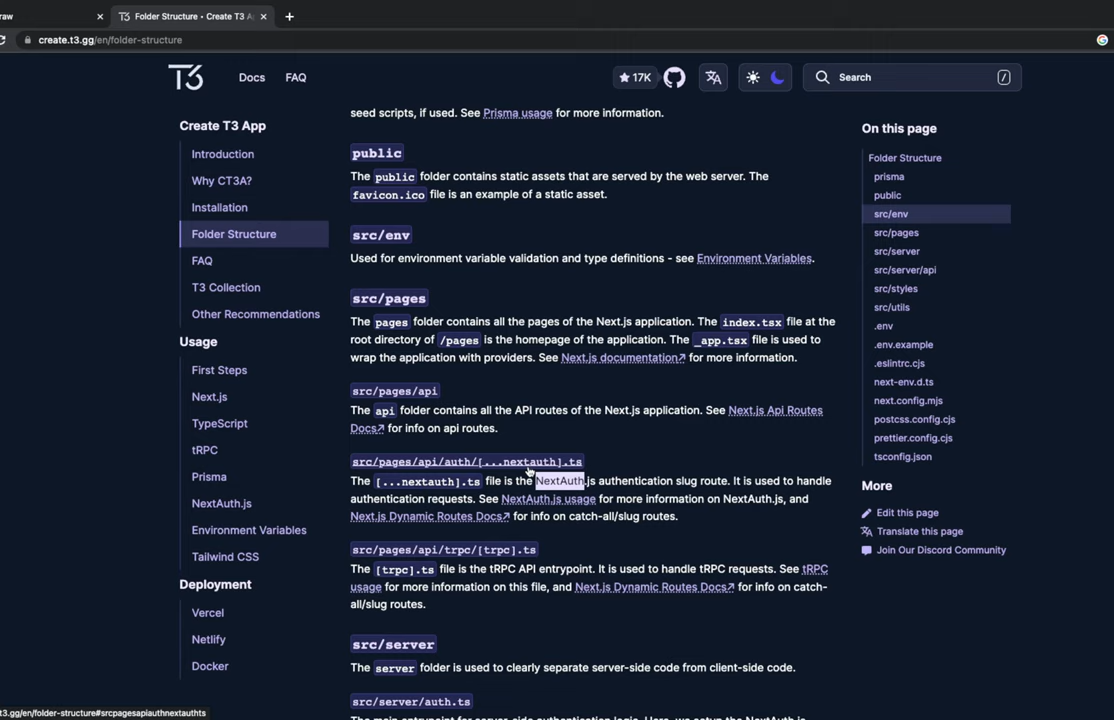 raw
Folder Structure • Create T3 A
create.t3.gg/en/folder-structure
T3
Docs
FAQ
17K
Search
/
Create T3 App
Introduction
Why CT3A?
Installation
Folder Structure
FAQ
T3 Collection
Other Recommendations
Usage
First Steps
Next.js
TypeScript
tRPC
Prisma
NextAuth.js
Environment Variables
Tailwind CSS
Deployment
Vercel
Netlify
Docker
seed scripts, if used. See Prisma usage for more information.
public
The public folder contains static assets that are served by the web server. The
favicon.ico file is an example of a static asset.
src/env
Used for environment variable validation and type definitions - see Environment Variables.
src/pages
The pages folder contains all the pages of the Next.js application. The index.tsx file at the
root directory of /pages is the homepage of the application. The _app.tsx file is used to
wrap the application with providers. See Next.js documentation↗ for more information.
src/pages/api
The api folder contains all the API routes of the Next.js application. See Next.js Api Routes
Docs↗ for info on api routes.
src/pages/api/auth/[...nextauth].ts
The [...nextauth].ts file is the NextAuth.js authentication slug route. It is used to handle
authentication requests. See NextAuth.js usage for more information on NextAuth.js, and
Next.js Dynamic Routes Docs↗ for info on catch-all/slug routes.
src/pages/api/trpc/[trpc].ts
The [trpc].ts file is the tRPC API entrypoint. It is used to handle tRPC requests. See tRPC
usage for more information on this file, and Next.js Dynamic Routes Docs↗ for info on catch-
all/slug routes.
src/server
The server folder is used to clearly separate server-side code from client-side code.
src/server/auth.ts
The main entrypoint for server-side authentication logic. Here, we setup the NextAuth.js
On this page
Folder Structure
prisma
public
src/env
src/pages
src/server
src/server/api
src/styles
src/utils
.env
.env.example
.eslintrc.cjs
next-env.d.ts
next.config.mjs
postcss.config.cjs
prettier.config.cjs
tsconfig.json
More
Edit this page
Translate this page
Join Our Discord Community
t3.gg/en/folder-structure#srcpagesapiauthnextauthts